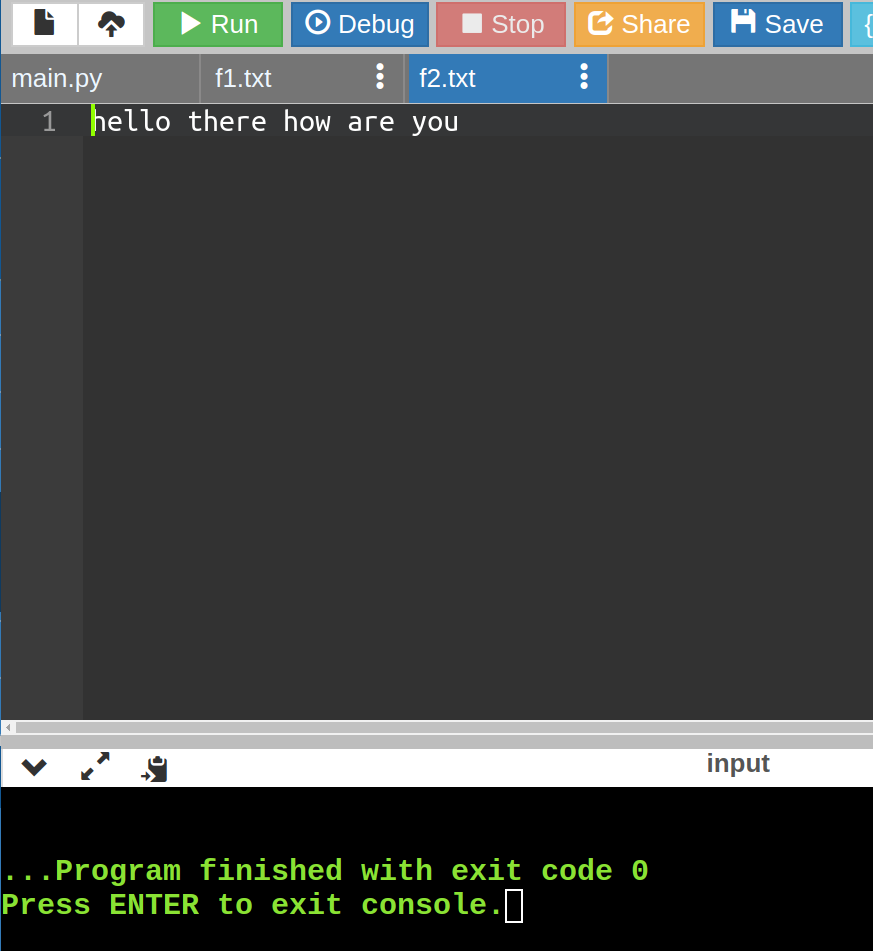 Run Debug Stop Share Save {
main.py f1.txt f2.txt
1 hello there how are you
input
...Program finished with exit code 0
Press ENTER to exit console.